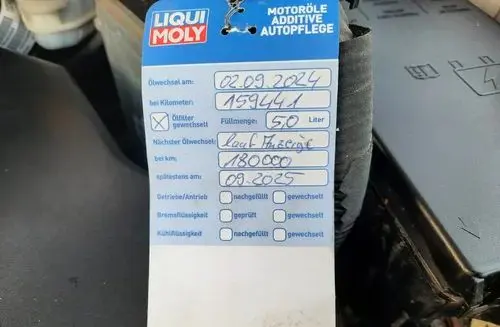 LIQUI
MOLY
MOTORÖLE
ADDITIVE
AUTOPFLEGE
Ölwechsel am: 02.09.2024
bei Kilometer: 159441
Ölfilter gewechselt Füllmenge: 5,0 Liter
Nächster Ölwechsel: lauf Anzeige
bei km: 180000
spätestens am: 09.2025
Getriebe/Antrieb nachgefüllt gewechselt
Bremsflüssigkeit geprüft gewechselt
Kühlflüssigkeit nachgefüllt gewechselt